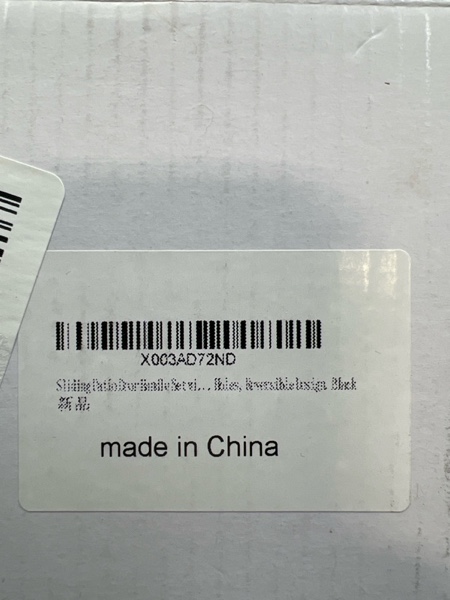 X003AD72ND
Sliding Patio Door Handle Set wi... Holes, Reversible Design, Black
新品
made in China